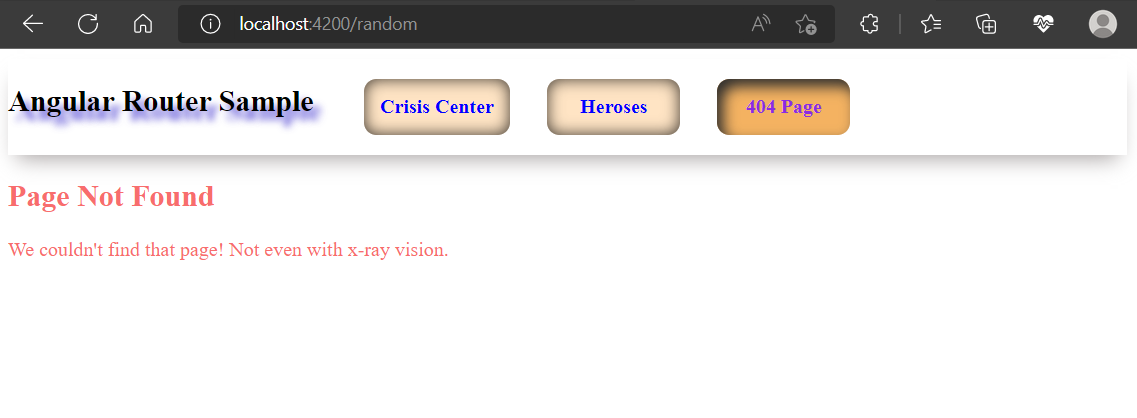 localhost:4200/random
Angular Router Sample Crisis Center Heroses 404 Page
Page Not Found
We couldn't find that page! Not even with x-ray vision.